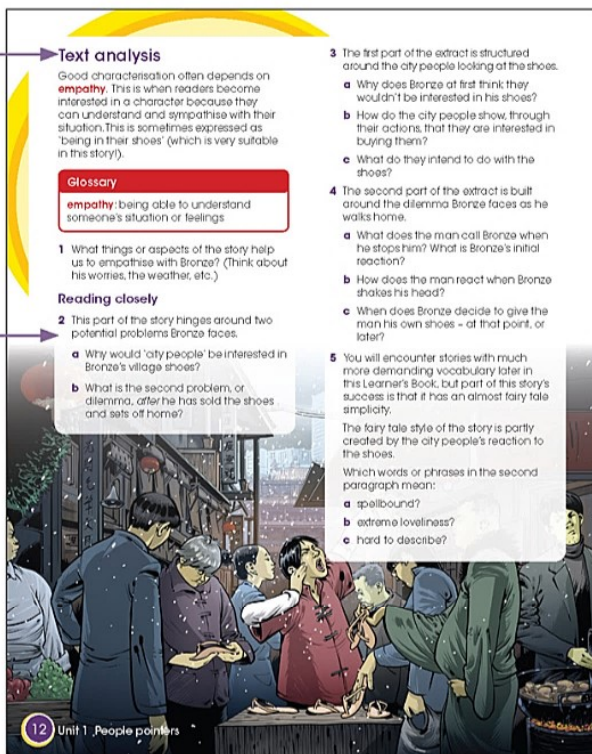 Text analysis
Good characterisation often depends on
empathy. This is when readers become
interested in a character because they
can understand and sympathise with their
situation.This is sometimes expressed as
'being in their shoes' (which is very suitable
in this story!).
Glossary
empathy: being able to understand
someone's situation or feelings
1 What things or aspects of the story help
us to empathise with Bronze? (Think about
his worries, the weather, etc.)
Reading closely
2 This part of the story hinges around two
potential problems Bronze faces.
a Why would 'city people' be interested in
Bronze's village shoes?
b What is the second problem, or
dilemma, after he has sold the shoes
and sets off home?
3 The first part of the extract is structured
around the city people looking at the shoes.
a Why does Bronze at first think they
wouldn't be interested in his shoes?
b How do the city people show, through
their actions, that they are interested in
buying them?
c What do they intend to do with the
shoes?
4 The second part of the extract is built
around the dilemma Bronze faces as he
walks home.
a What does the man call Bronze when
he stops him? What is Bronze's initial
reaction?
b How does the man react when Bronze
shakes his head?
c When does Bronze decide to give the
man his own shoes – at that point, or
later?
5 You will encounter stories with much
more demanding vocabulary later in
this Learner's Book, but part of this story's
success is that it has an almost fairy tale
simplicity.
The fairy tale style of the story is partly
created by the city people's reaction to
the shoes.
Which words or phrases in the second
paragraph mean:
a spellbound?
b extreme loveliness?
c hard to describe?
12 Unit 1 People pointers